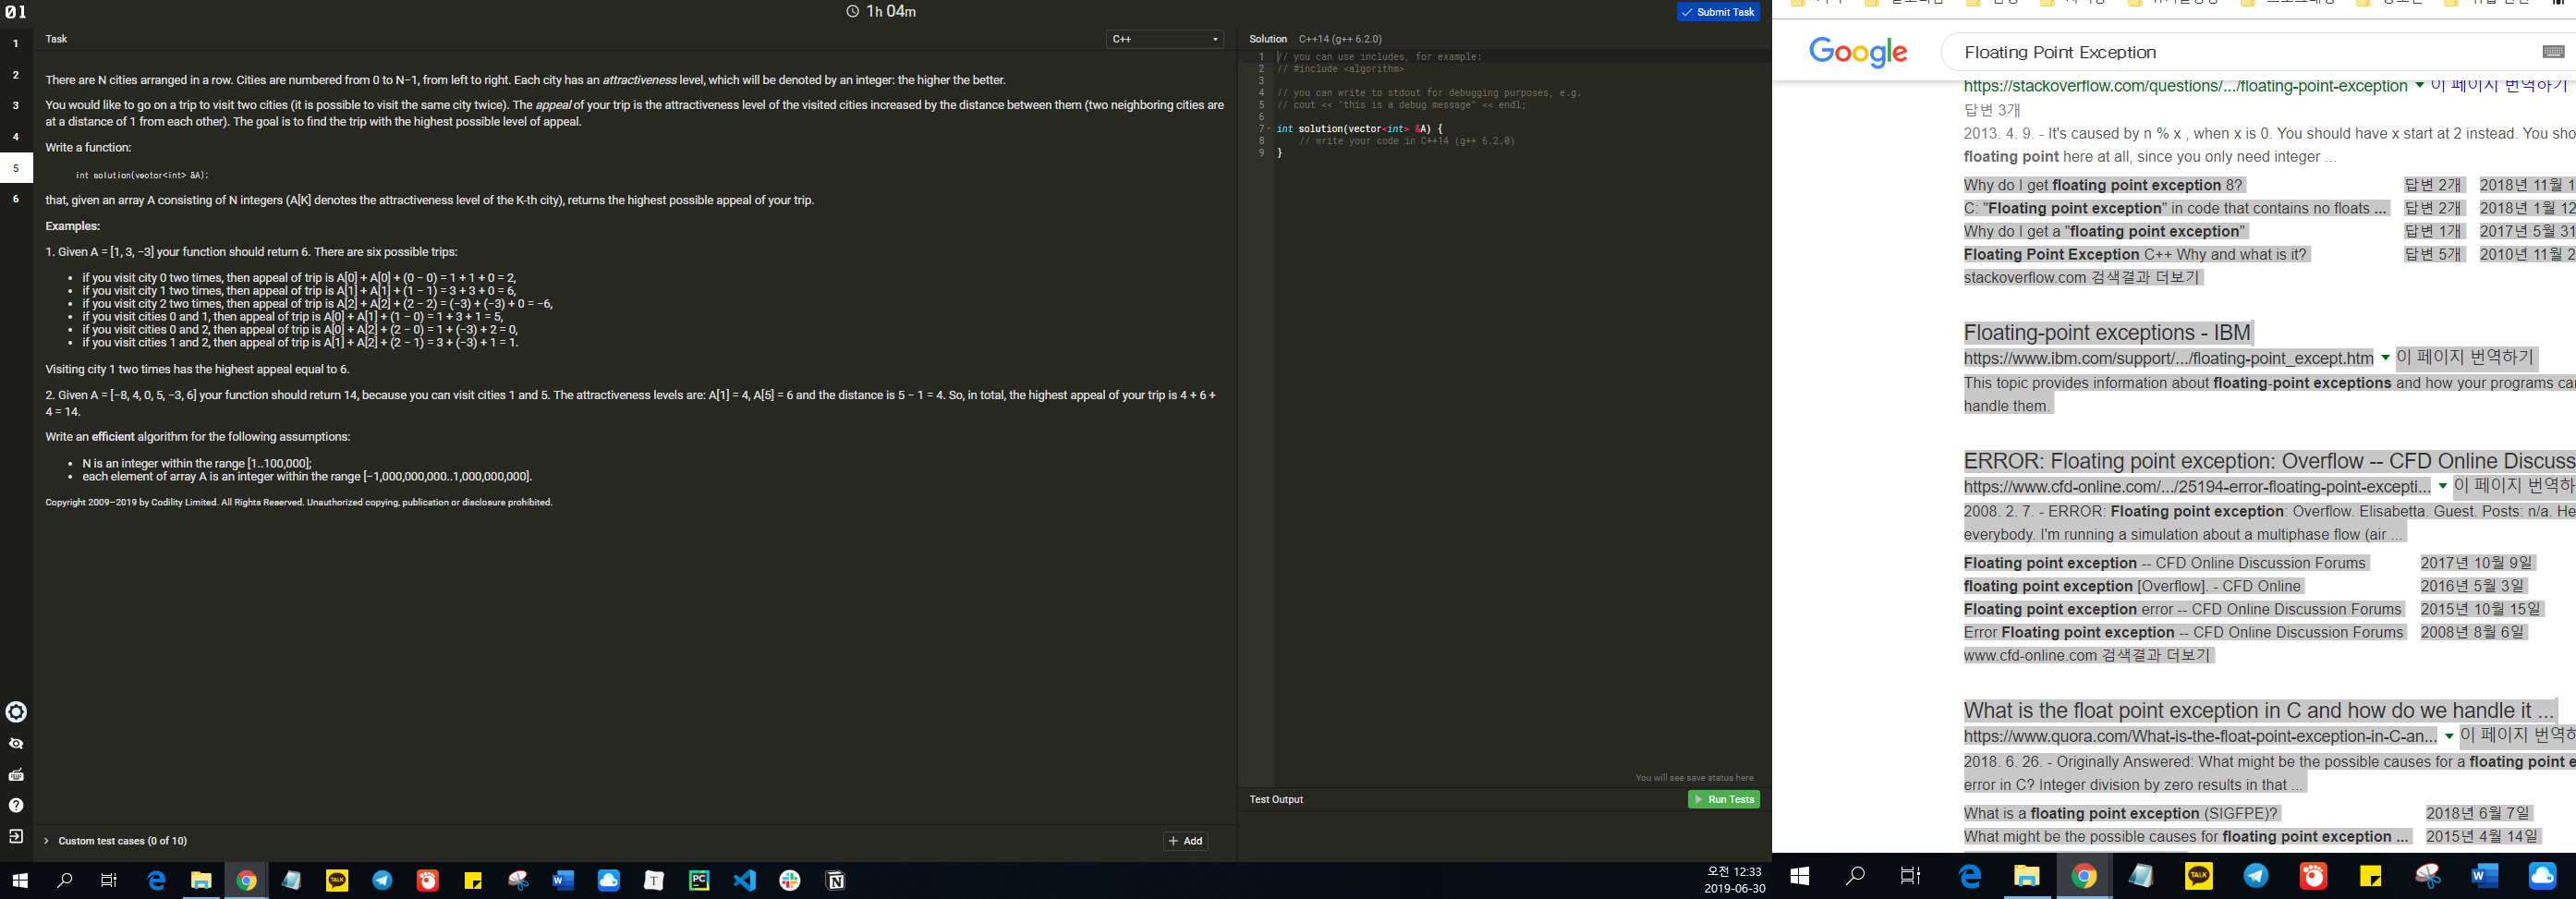 01
1h 04m
Submit Task
1
2
3
4
5
6
Task
C++
There are N cities arranged in a row. Cities are numbered from 0 to N−1, from left to right. Each city has an attractiveness level, which will be denoted by an integer: the higher the better.
You would like to go on a trip to visit two cities (it is possible to visit the same city twice). The appeal of your trip is the attractiveness level of the visited cities increased by the distance between them (two neighboring cities are
at a distance of 1 from each other). The goal is to find the trip with the highest possible level of appeal.
Write a function:
int solution(vector<int> &A);
that, given an array A consisting of N integers (A[K] denotes the attractiveness level of the K-th city), returns the highest possible appeal of your trip.
Examples:
1. Given A = [1, 3, −3] your function should return 6. There are six possible trips:
• if you visit city 0 two times, then appeal of trip is A[0] + A[0] + (0 − 0) = 1 + 1 + 0 = 2,
• if you visit city 1 two times, then appeal of trip is A[1] + A[1] + (1 − 1) = 3 + 3 + 0 = 6,
• if you visit city 2 two times, then appeal of trip is A[2] + A[2] + (2 − 2) = (−3) + (−3) + 0 = −6,
• if you visit cities 0 and 1, then appeal of trip is A[0] + A[1] + (1 − 0) = 1 + 3 + 1 = 5,
• if you visit cities 0 and 2, then appeal of trip is A[0] + A[2] + (2 − 0) = 1 + (−3) + 2 = 0,
• if you visit cities 1 and 2, then appeal of trip is A[1] + A[2] + (2 − 1) = 3 + (−3) + 1 = 1.
Visiting city 1 two times has the highest appeal equal to 6.
2. Given A = [−8, 4, 0, 5, −3, 6] your function should return 14, because you can visit cities 1 and 5. The attractiveness levels are: A[1] = 4, A[5] = 6 and the distance is 5 − 1 = 4. So, in total, the highest appeal of your trip is 4 + 6 +
4 = 14.
Write an efficient algorithm for the following assumptions:
• N is an integer within the range [1..100,000];
• each element of array A is an integer within the range [−1,000,000,000..1,000,000,000].
Copyright 2009–2019 by Codility Limited. All Rights Reserved. Unauthorized copying, publication or disclosure prohibited.
Custom test cases (0 of 10)
+ Add
Solution C++14 (g++ 6.2.0)
1 // you can use includes, for example:
2 // #include <algorithm>
3
4 // you can write to stdout for debugging purposes, e.g.
5 // cout << "this is a debug message" << endl;
6
7 int solution(vector<int> &A) {
8 // write your code in C++14 (g++ 6.2.0)
9 }
You will see save status here
Test Output
Run Tests
오전 12:33
2019-06-30
Google
Floating Point Exception
https://stackoverflow.com/questions/.../floating-point-exception 이 페이지 번역하기
답변 3개
2013. 4. 9. - It's caused by n % x , when x is 0. You should have x start at 2 instead. You sho
floating point here at all, since you only need integer ...
Why do I get floating point exception 8? 답변 2개 2018년 11월 1
C: "Floating point exception" in code that contains no floats ... 답변 2개 2018년 1월 12
Why do I get a "floating point exception" 답변 1개 2017년 5월 31
Floating Point Exception C++ Why and what is it? 답변 5개 2010년 11월 2
stackoverflow.com 검색결과 더보기
Floating-point exceptions - IBM
https://www.ibm.com/support/.../floating-point_except.htm 이 페이지 번역하기
This topic provides information about floating-point exceptions and how your programs ca
handle them.
ERROR: Floating point exception: Overflow -- CFD Online Discuss
https://www.cfd-online.com/.../25194-error-floating-point-excepti... 이 페이지 번역하
2008. 2. 7. - ERROR: Floating point exception: Overflow. Elisabetta. Guest. Posts: n/a. He
everybody. I'm running a simulation about a multiphase flow (air ...
Floating point exception -- CFD Online Discussion Forums 2017년 10월 9일
floating point exception [Overflow]. - CFD Online 2016년 5월 3일
Floating point exception error -- CFD Online Discussion Forums 2015년 10월 15일
Error Floating point exception -- CFD Online Discussion Forums 2008년 8월 6일
www.cfd-online.com 검색결과 더보기
What is the float point exception in C and how do we handle it ...
https://www.quora.com/What-is-the-float-point-exception-in-C-an... 이 페이지 번역하
2018. 6. 26. - Originally Answered: What might be the possible causes for a floating point e
error in C? Integer division by zero results in that ...
What is a floating point exception (SIGFPE)? 2018년 6월 7일
What might be the possible causes for floating point exception ... 2015년 4월 14일